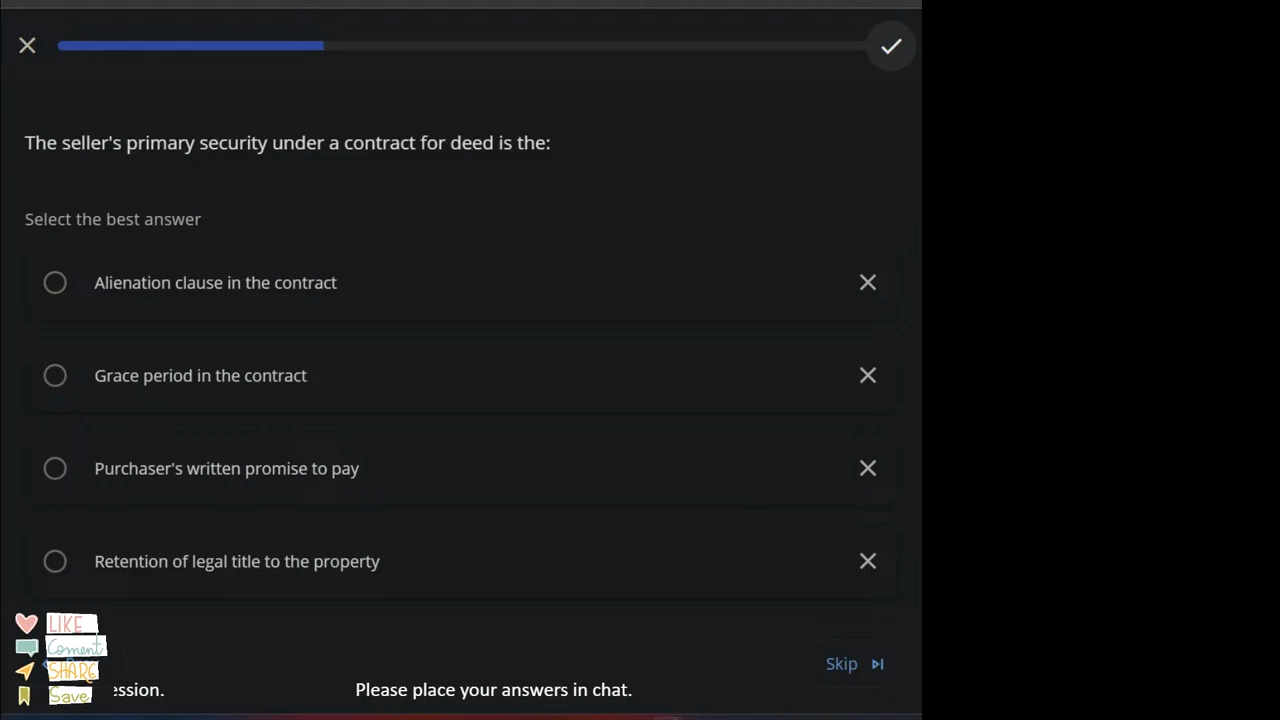 The seller's primary security under a contract for deed is the:
Select the best answer
Alienation clause in the contract
Grace period in the contract
Purchaser's written promise to pay
Retention of legal title to the property
LIKE
Coment
SHARE
Save
Skip
ession.
Please place your answers in chat.